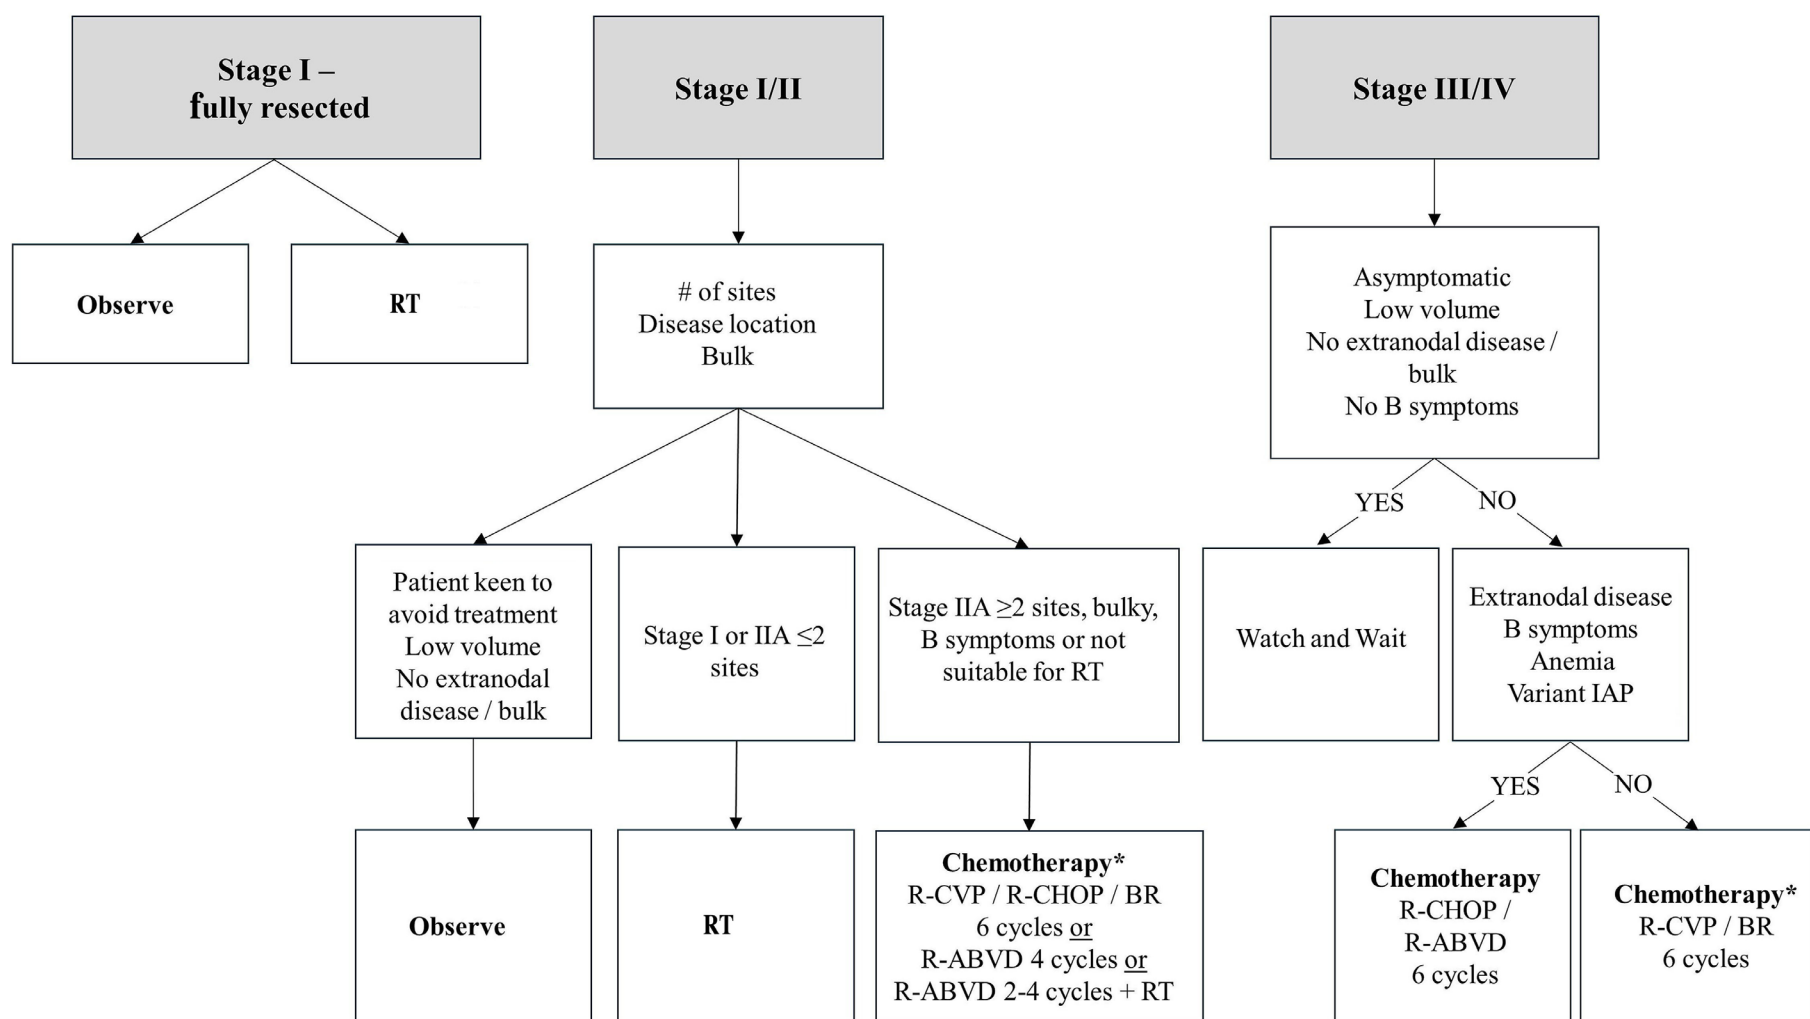 Stage I –
fully resected
Stage I/II
Stage III/IV
Observe
RT
# of sites
Disease location
Bulk
Asymptomatic
Low volume
No extranodal disease /
bulk
No B symptoms
YES
NO
Patient keen to
avoid treatment
Low volume
No extranodal
disease / bulk
Stage I or IIA ≤2
sites
Stage IIA ≥2 sites, bulky,
B symptoms or not
suitable for RT
Watch and Wait
Extranodal disease
B symptoms
Anemia
Variant IAP
YES
NO
Observe
RT
Chemotherapy*
R-CVP / R-CHOP / BR
6 cycles or
R-ABVD 4 cycles or
R-ABVD 2-4 cycles + RT
Chemotherapy
R-CHOP /
R-ABVD
6 cycles
Chemotherapy*
R-CVP / BR
6 cycles